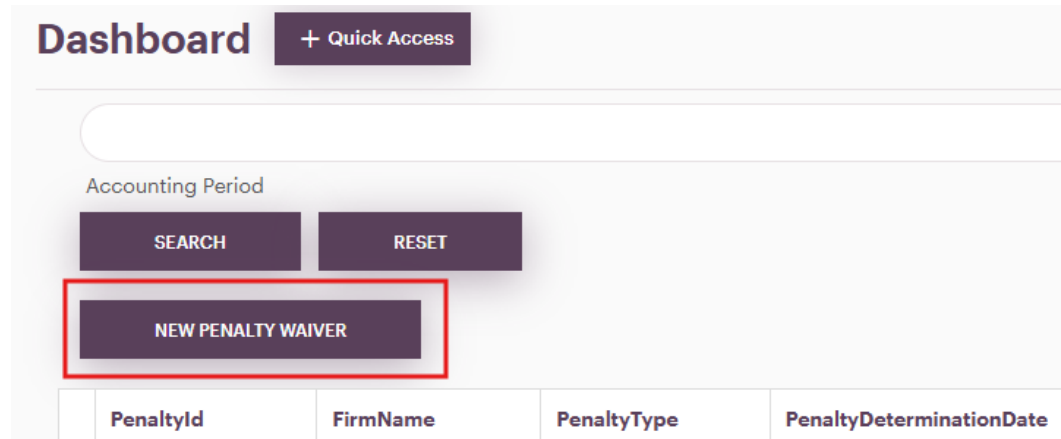 Dashboard + Quick Access
Accounting Period
SEARCH RESET
NEW PENALTY WAIVER
PenaltyId FirmName PenaltyType PenaltyDeterminationDate